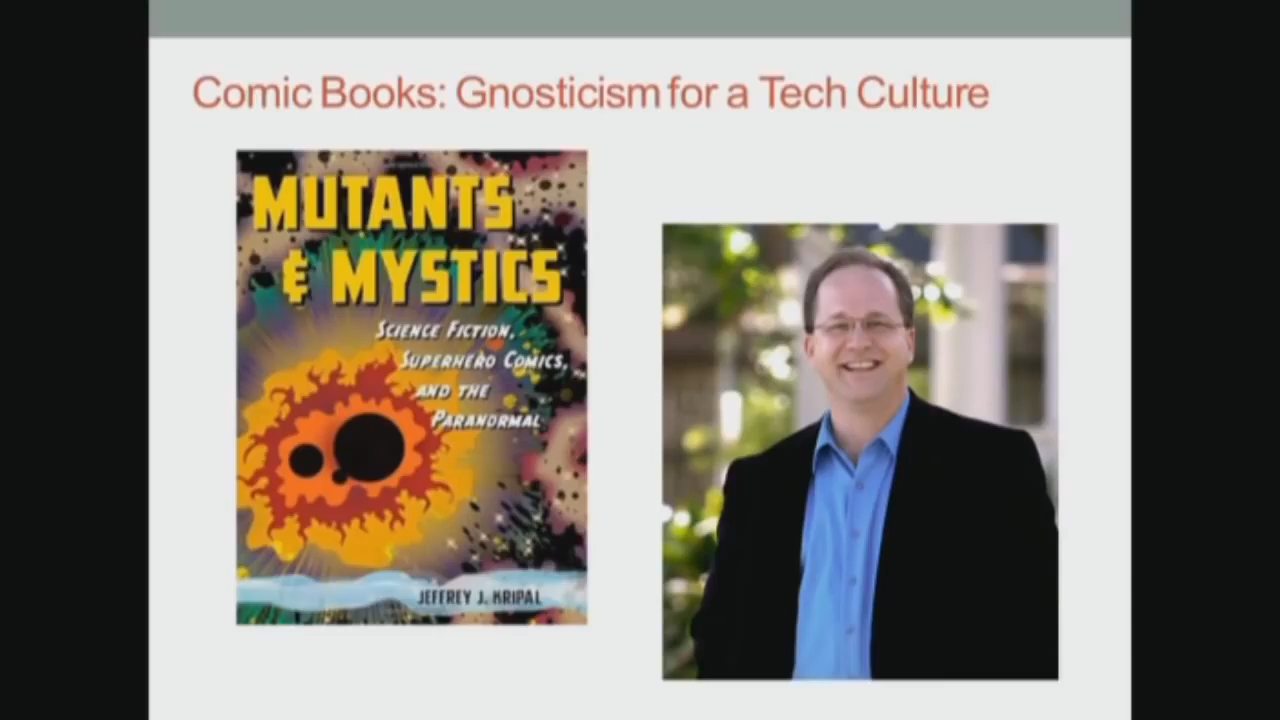 Comic Books: Gnosticism for a Tech Culture
MUTANTS
& MYSTICS
SCIENCE FICTION,
SUPERHERO COMICS,
AND THE
PARANORMAL
JEFFREY J. KRIPAL